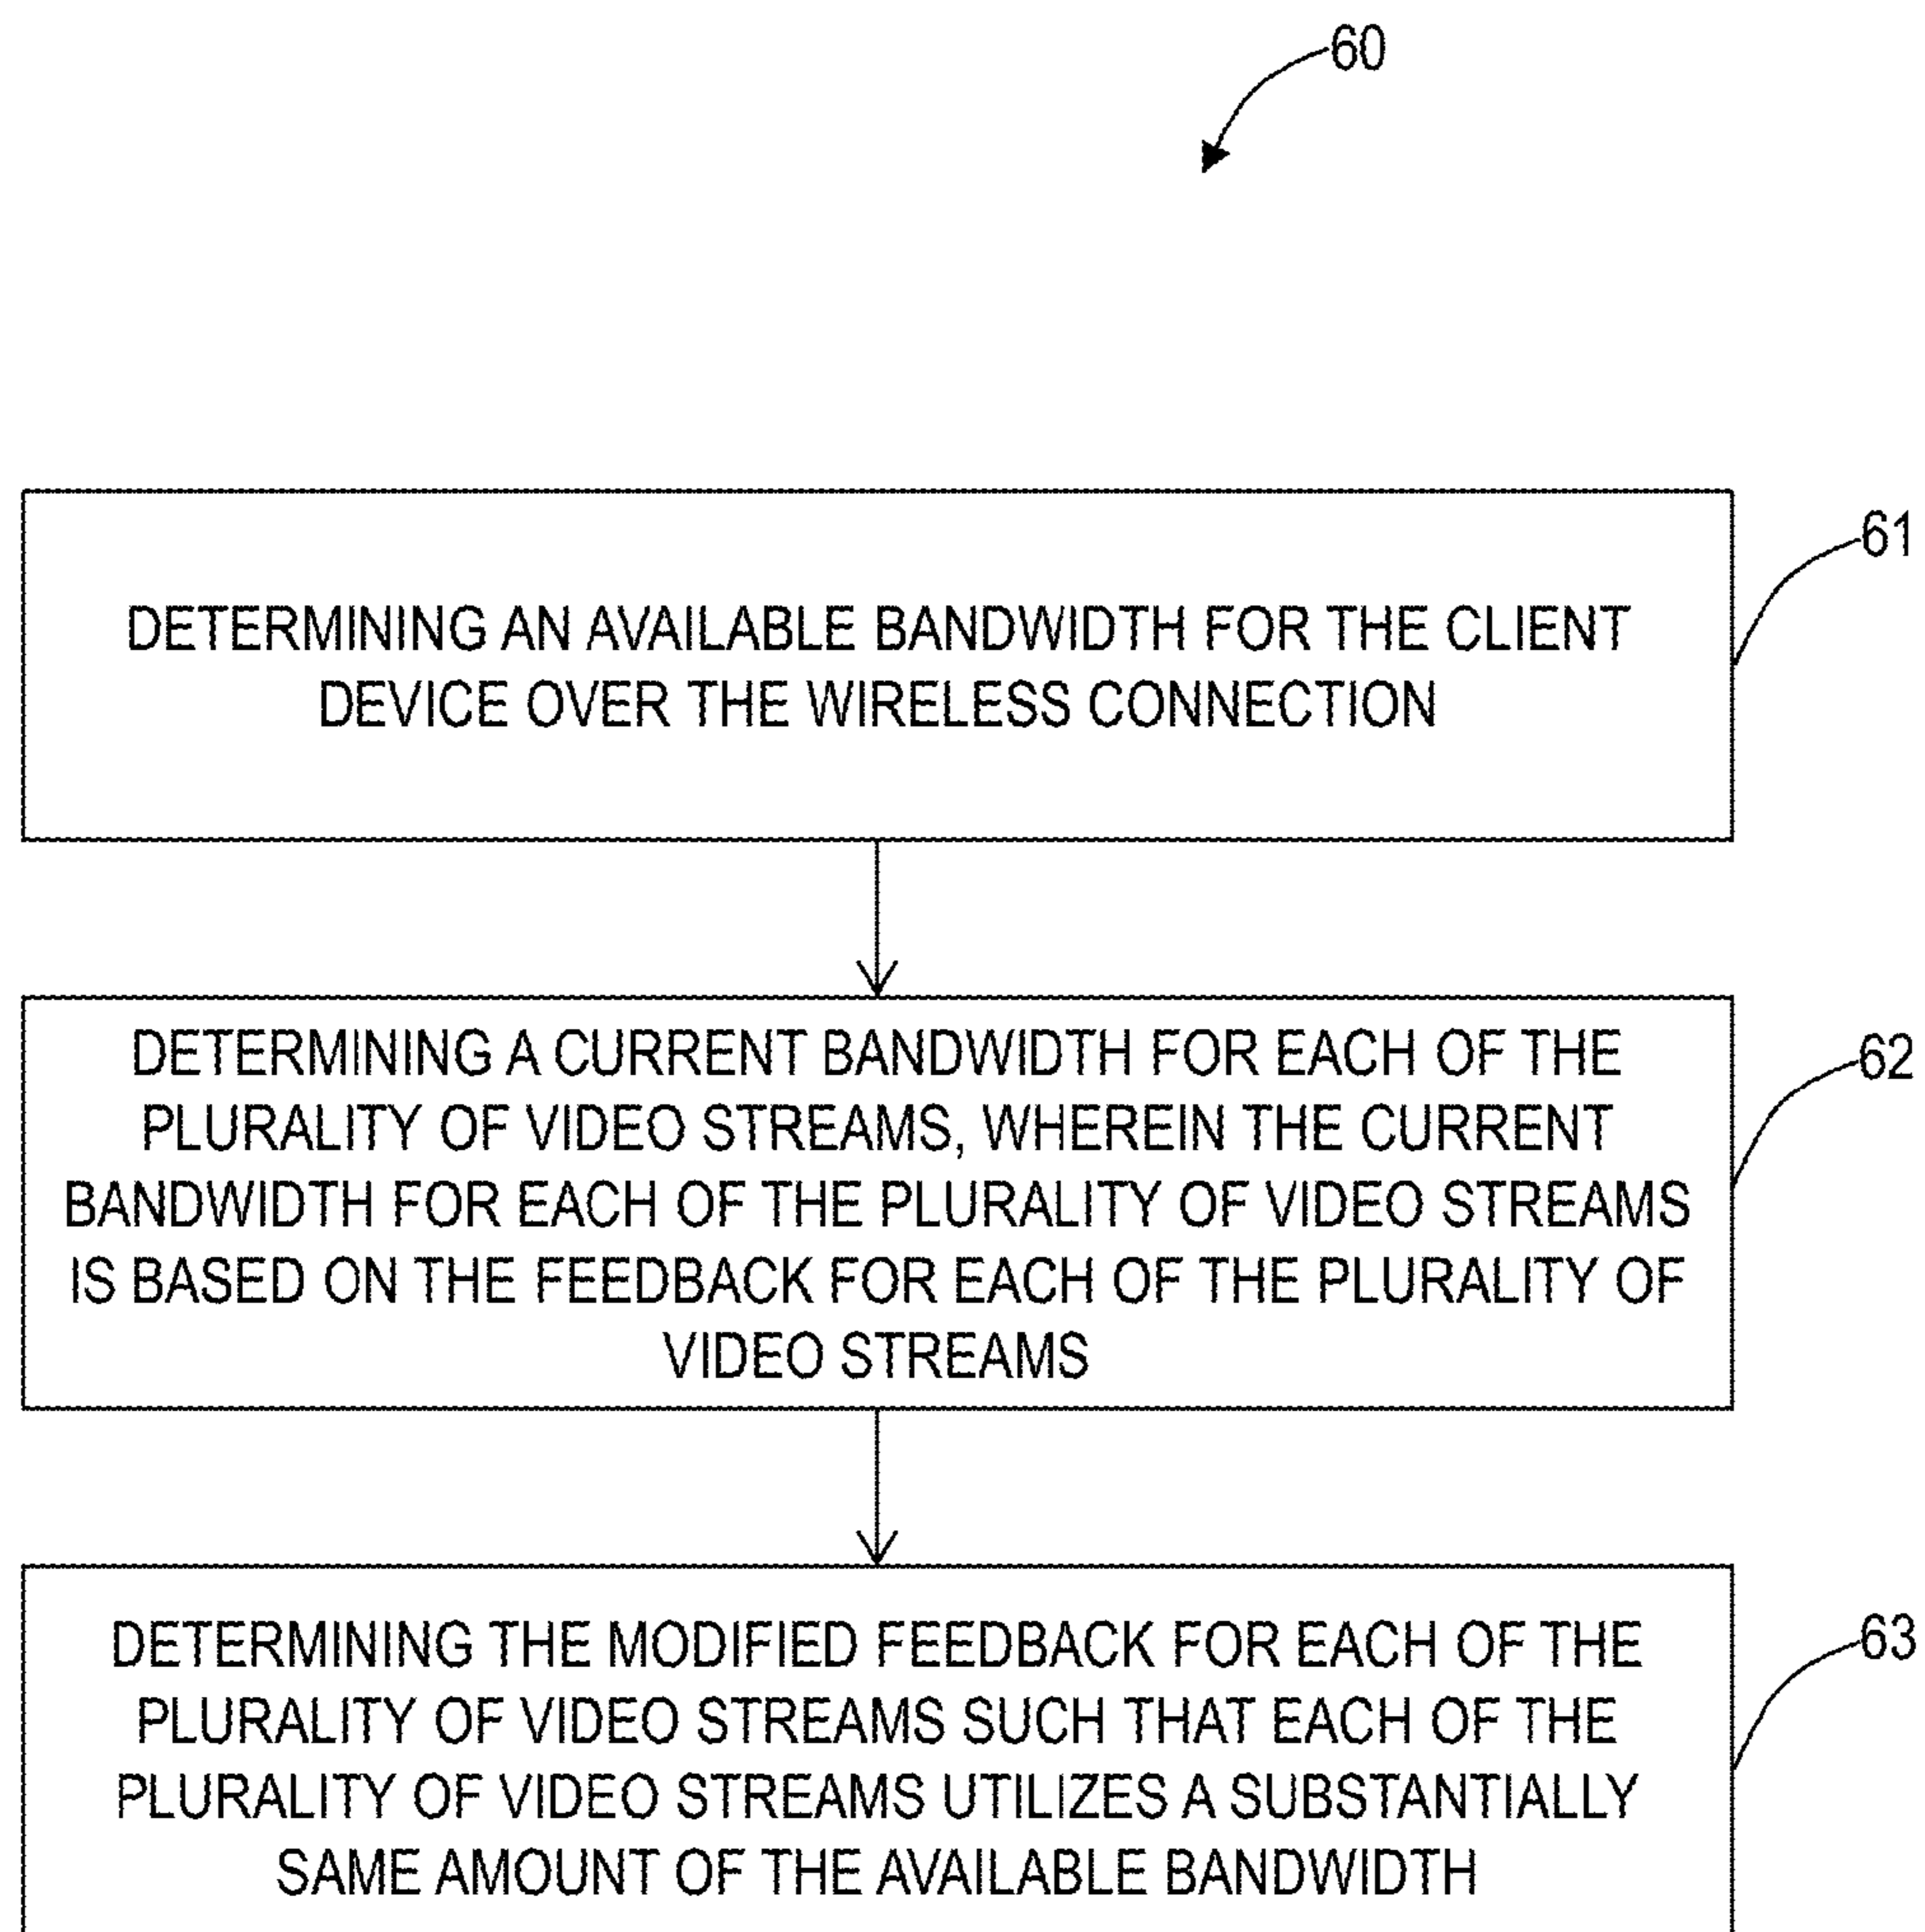 60
61
DETERMINING AN AVAILABLE BANDWIDTH FOR THE CLIENT
DEVICE OVER THE WIRELESS CONNECTION
62
DETERMINING A CURRENT BANDWIDTH FOR EACH OF THE
PLURALITY OF VIDEO STREAMS, WHEREIN THE CURRENT
BANDWIDTH FOR EACH OF THE PLURALITY OF VIDEO STREAMS
IS BASED ON THE FEEDBACK FOR EACH OF THE PLURALITY OF
VIDEO STREAMS
63
DETERMINING THE MODIFIED FEEDBACK FOR EACH OF THE
PLURALITY OF VIDEO STREAMS SUCH THAT EACH OF THE
PLURALITY OF VIDEO STREAMS UTILIZES A SUBSTANTIALLY
SAME AMOUNT OF THE AVAILABLE BANDWIDTH